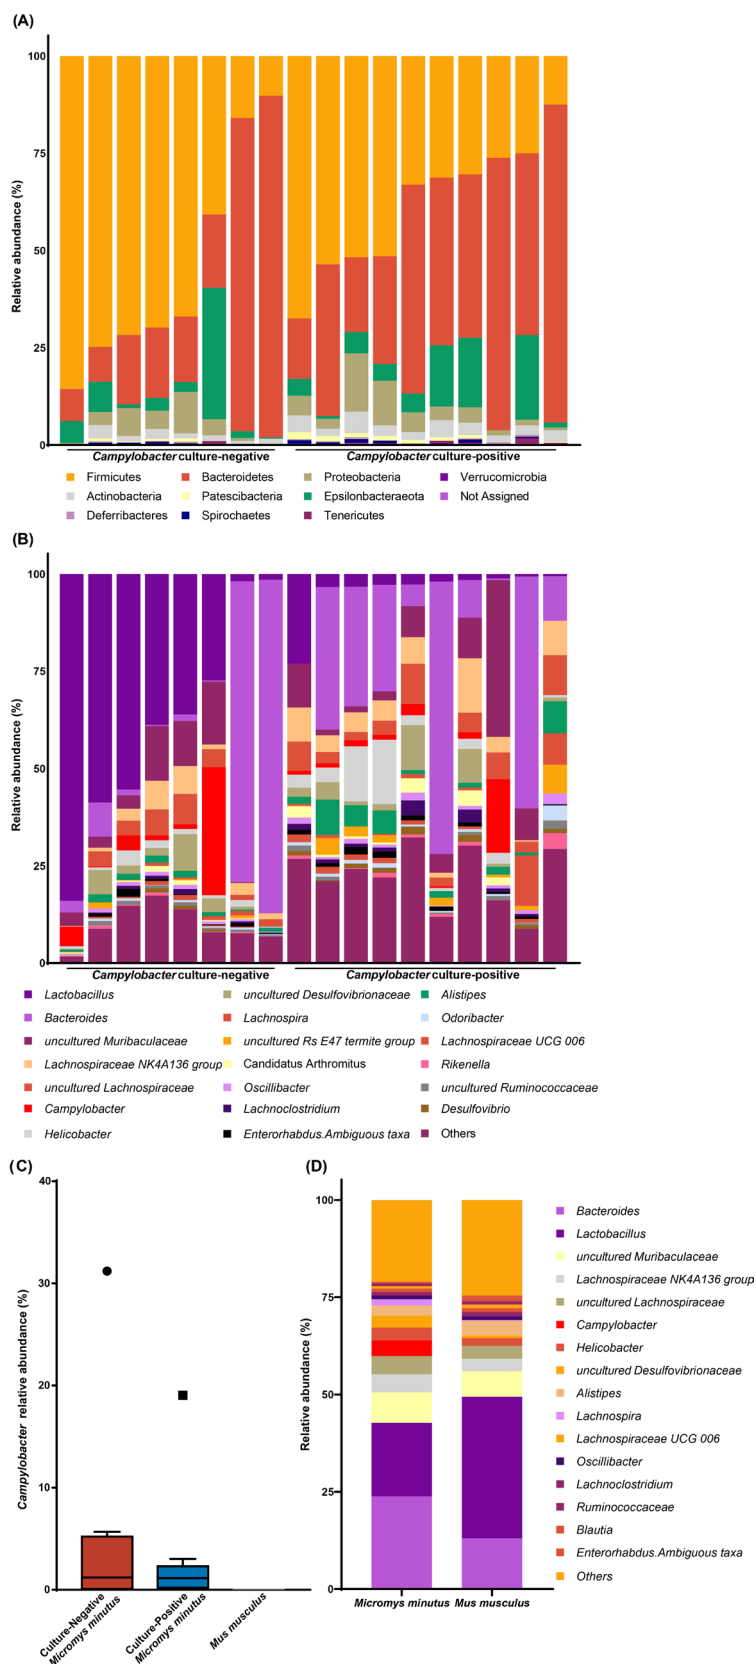 (A)
100
75
50
25
0
Relative abundance (%)
Campylobacter culture-negative
Campylobacter culture-positive
Firmicutes
Bacteroidetes
Proteobacteria
Verrucomicrobia
Actinobacteria
Patescibacteria
Epsilonbacteraeota
Not Assigned
Deferribacteres
Spirochaetes
Tenericutes
(B)
100
75
50
25
0
Relative abundance (%)
Campylobacter culture-negative
Campylobacter culture-positive
Lactobacillus
uncultured Desulfovibrionaceae
Alistipes
Bacteroides
Lachnospira
Odoribacter
uncultured Muribaculaceae
uncultured Rs E47 termite group
Lachnospiraceae UCG 006
Lachnospiraceae NK4A136 group
Candidatus Arthromitus
Rikenella
uncultured Lachnospiraceae
Oscillibacter
uncultured Ruminococcaceae
Campylobacter
Lachnoclostridium
Desulfovibrio
Helicobacter
Enterorhabdus.Ambiguous taxa
Others
(C)
40
30
20
10
0
Campylobacter relative abundance (%)
Culture-Negative
Micromys minutus
Culture-Positive
Micromys minutus
Mus musculus
(D)
100
75
50
25
0
Relative abundance (%)
Micromys minutus
Mus musculus
Bacteroides
Lactobacillus
uncultured Muribaculaceae
Lachnospiraceae NK4A136 group
uncultured Lachnospiraceae
Campylobacter
Helicobacter
uncultured Desulfovibrionaceae
Alistipes
Lachnospira
Lachnospiraceae UCG 006
Oscillibacter
Lachnoclostridium
Ruminococcaceae
Blautia
Enterorhabdus.Ambiguous taxa
Others